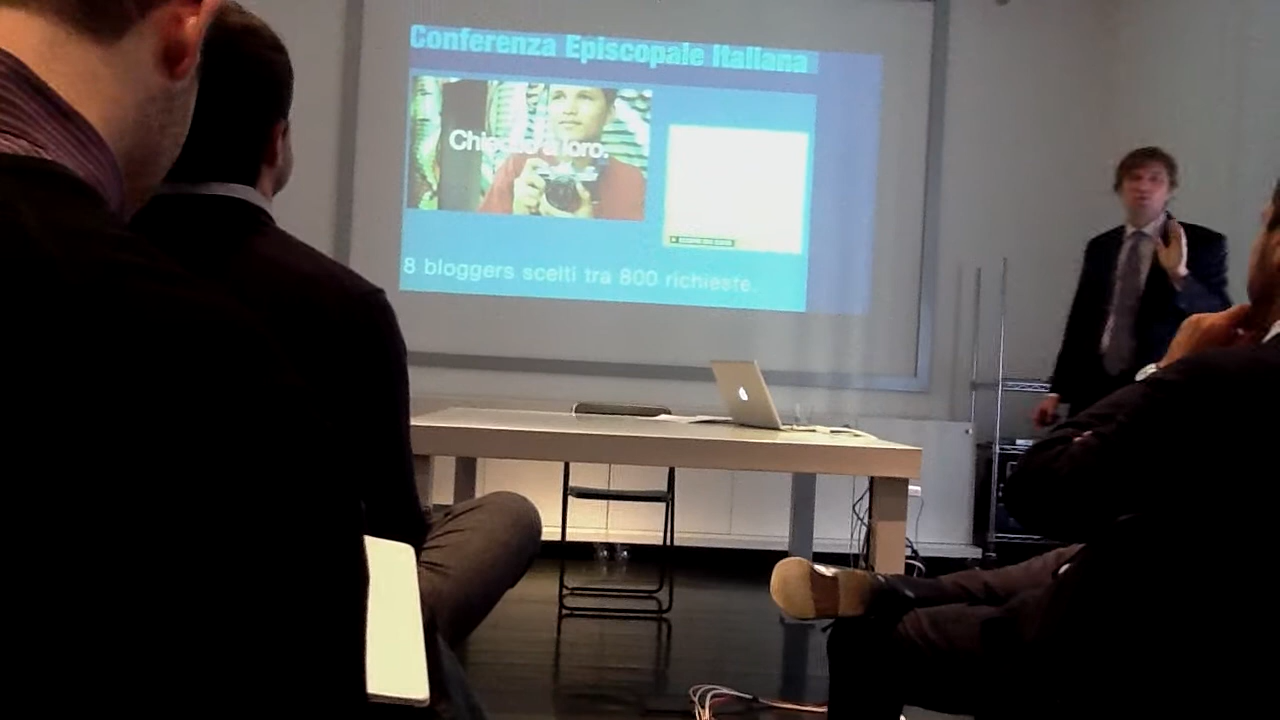 Conferenza Episcopale Italiana
Chiedilo a loro.
8 bloggers scelti tra 800 richieste.